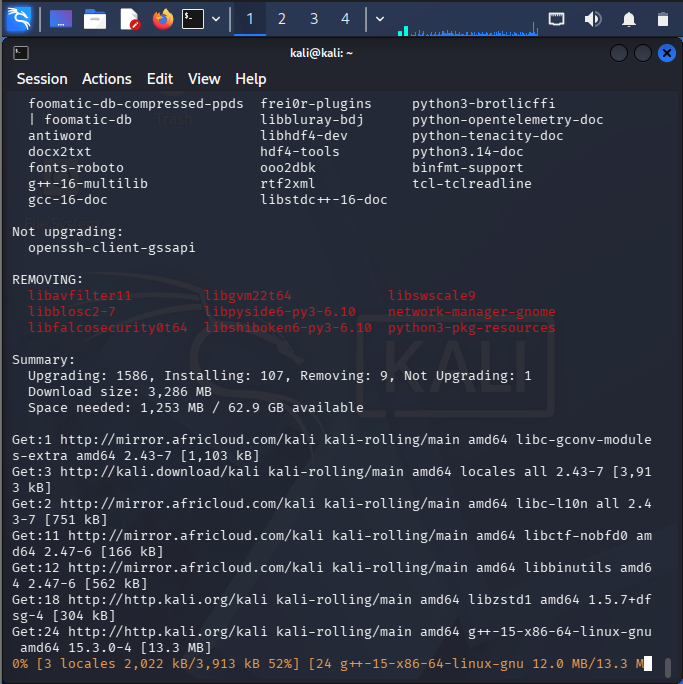 1 2 3 4
kali@kali: ~
Session Actions Edit View Help
foomatic-db-compressed-ppds frei0r-plugins python3-brotlicffi
| foomatic-db libbluray-bdj python-opentelemetry-doc
antiword libhdf4-dev python-tenacity-doc
docx2txt hdf4-tools python3.14-doc
fonts-roboto ooo2dbk binfmt-support
g++-16-multilib rtf2xml tcl-tclreadline
gcc-16-doc libstdc++-16-doc
Not upgrading:
openssh-client-gssapi
REMOVING:
libavfilter11 libgvm22t64 libswscale9
libblosc2-7 libpyside6-py3-6.10 network-manager-gnome
libfalcosecurity0t64 libshiboken6-py3-6.10 python3-pkg-resources
Summary:
Upgrading: 1586, Installing: 107, Removing: 9, Not Upgrading: 1
Download size: 3,286 MB
Space needed: 1,253 MB / 62.9 GB available
KALI
Get:1 http://mirror.africloud.com/kali kali-rolling/main amd64 libc-gconv-module
s-extra amd64 2.43-7 [1,103 kB]
Get:3 http://kali.download/kali kali-rolling/main amd64 locales all 2.43-7 [3,91
3 kB]
Get:2 http://mirror.africloud.com/kali kali-rolling/main amd64 libc-l10n all 2.4
3-7 [751 kB]
Get:11 http://mirror.africloud.com/kali kali-rolling/main amd64 libctf-nobfd0 am
d64 2.47-6 [166 kB]
Get:12 http://mirror.africloud.com/kali kali-rolling/main amd64 libbinutils amd6
4 2.47-6 [562 kB]
Get:18 http://http.kali.org/kali kali-rolling/main amd64 libzstd1 amd64 1.5.7+df
sg-4 [304 kB]
Get:24 http://http.kali.org/kali kali-rolling/main amd64 g++-15-x86-64-linux-gnu
amd64 15.3.0-4 [13.3 MB]
0% [3 locales 2,022 kB/3,913 kB 52%] [24 g++-15-x86-64-linux-gnu 12.0 MB/13.3 M